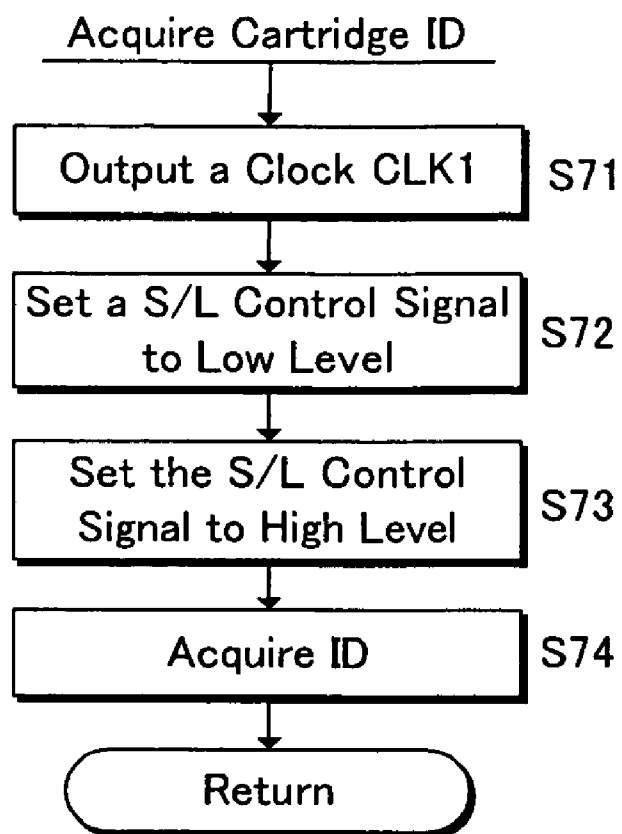 Acquire Cartridge ID
Output a Clock CLK1
S71
Set a S/L Control Signal
to Low Level
S72
Set the S/L Control
Signal to High Level
S73
Acquire ID
S74
Return